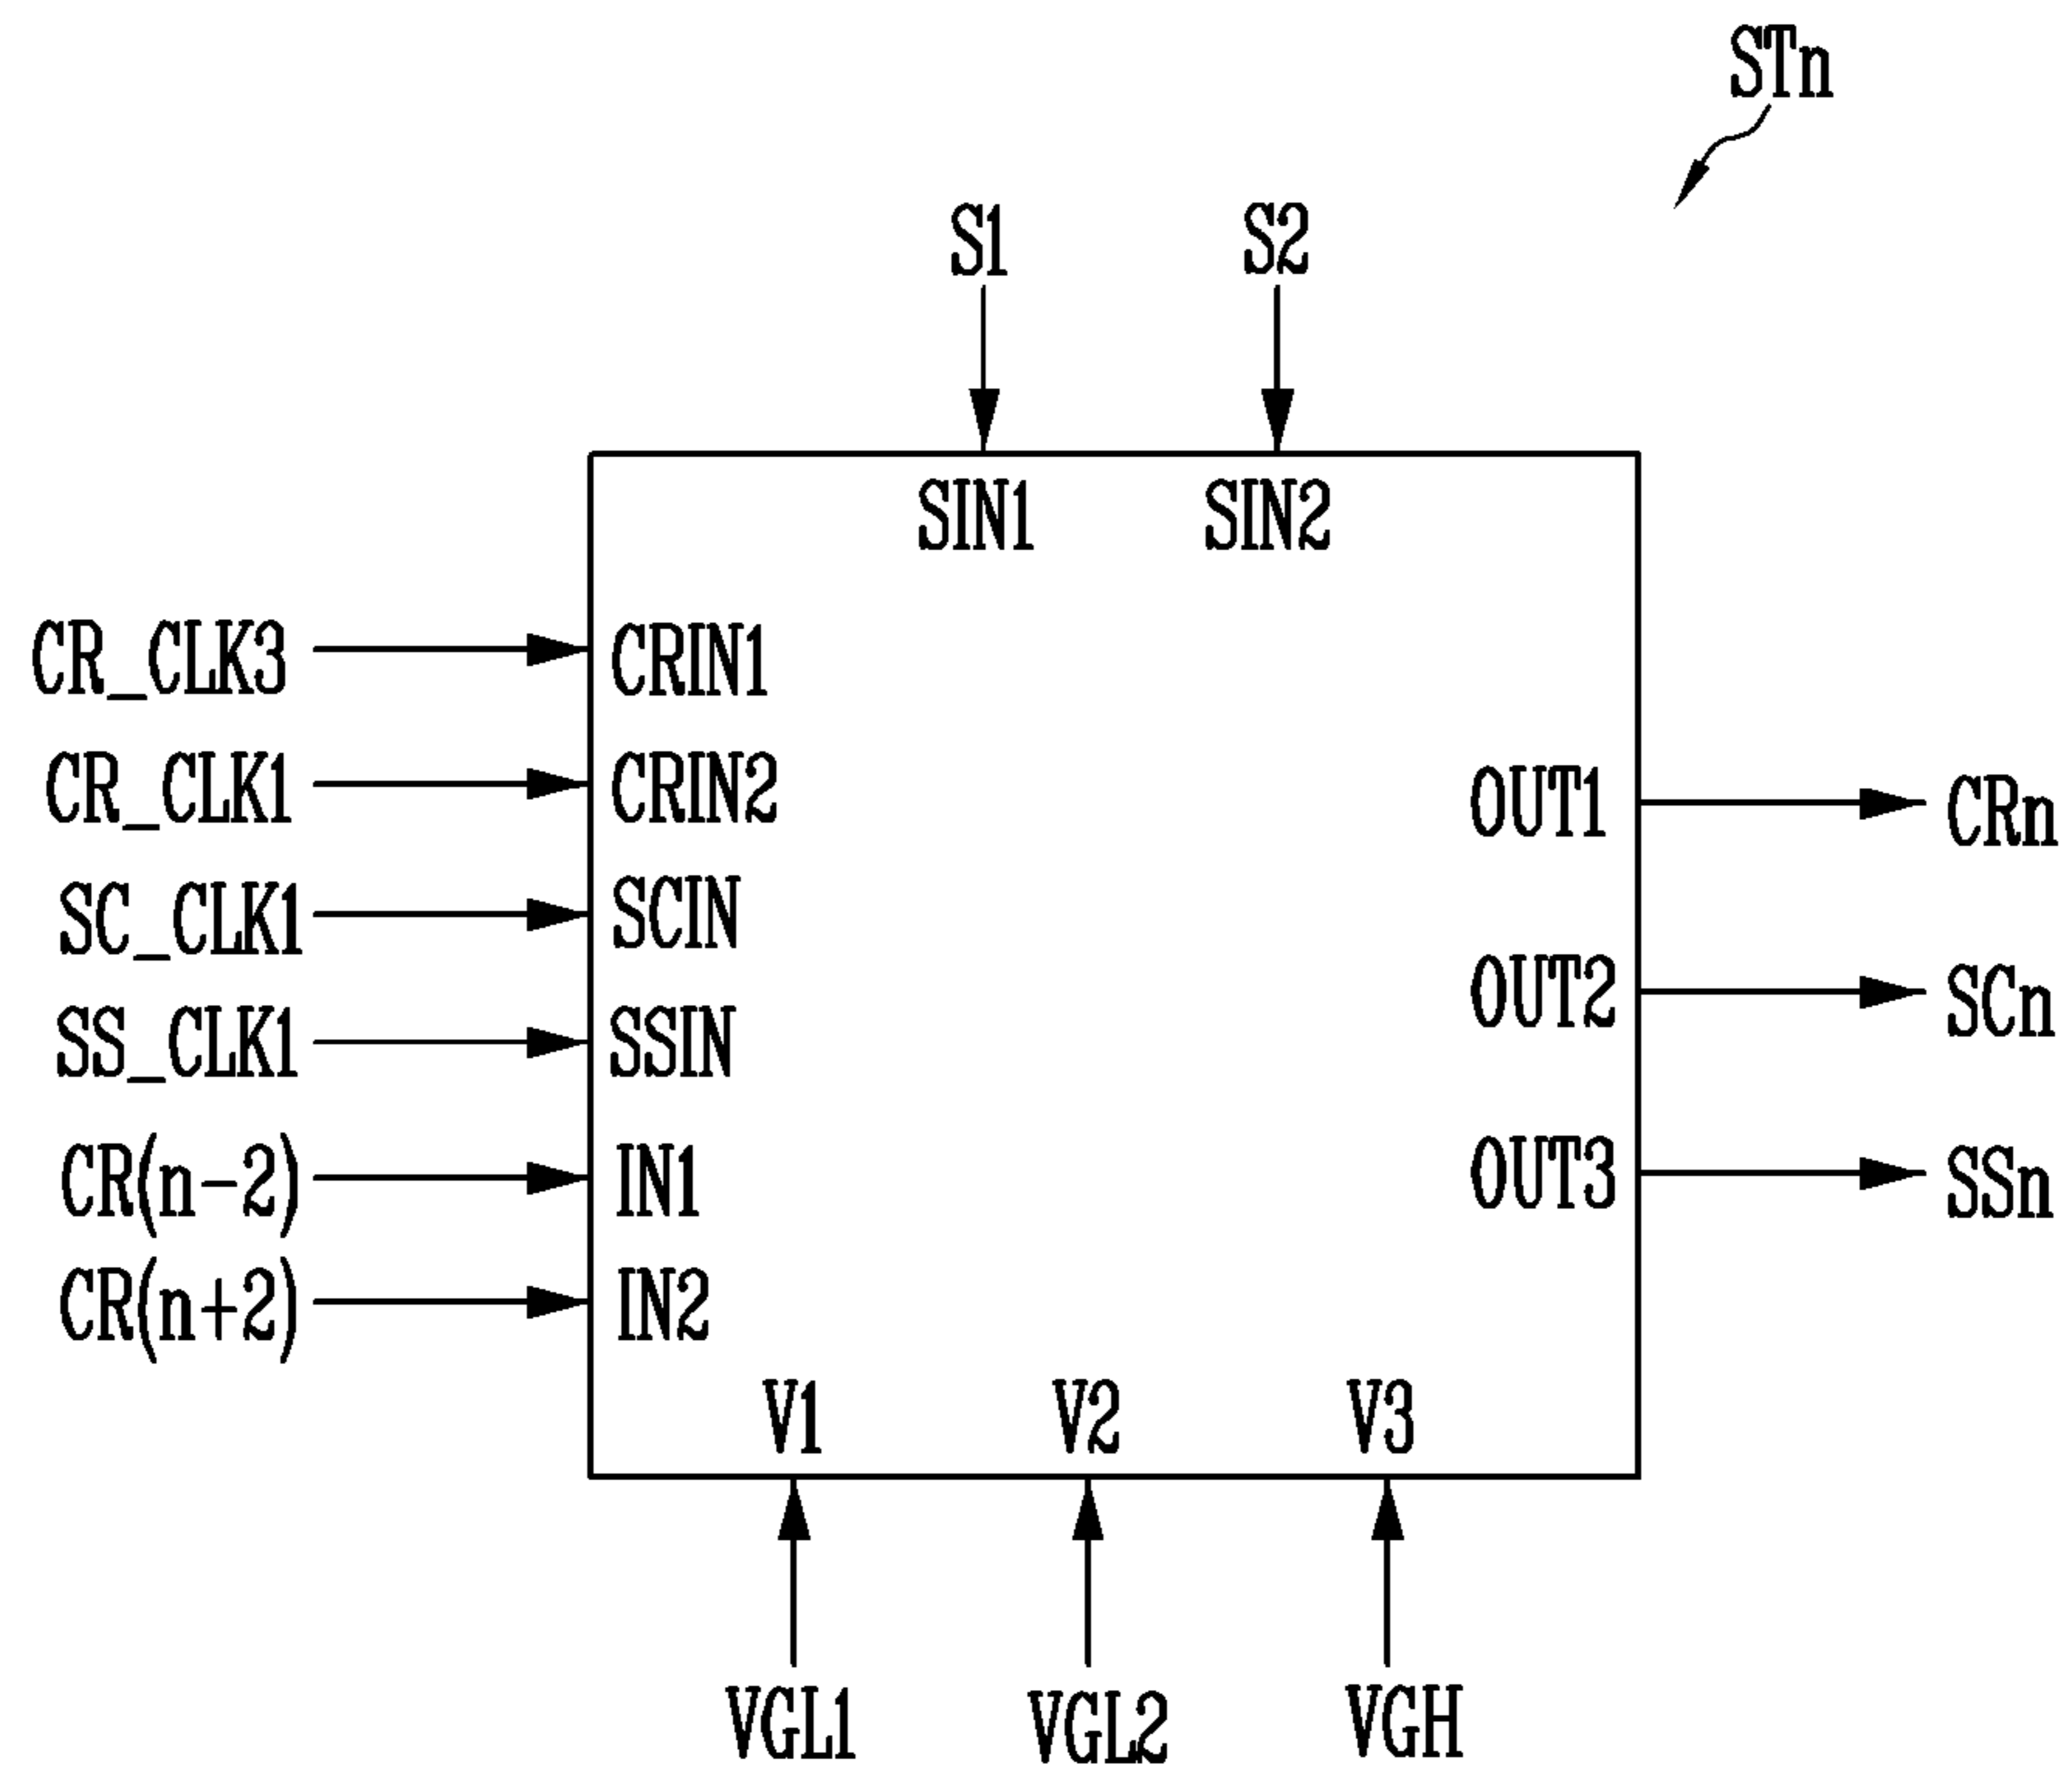 STn
S1 S2
SIN1 SIN2
CR_CLK3 CRIN1
CR_CLK1 CRIN2 OUT1 CRn
SC_CLK1 SCIN
OUT2 SCn
SS_CLK1 SSIN
CR(n-2) IN1 OUT3 SSn
CR(n+2) IN2
V1 V2 V3
VGL1 VGL2 VGH